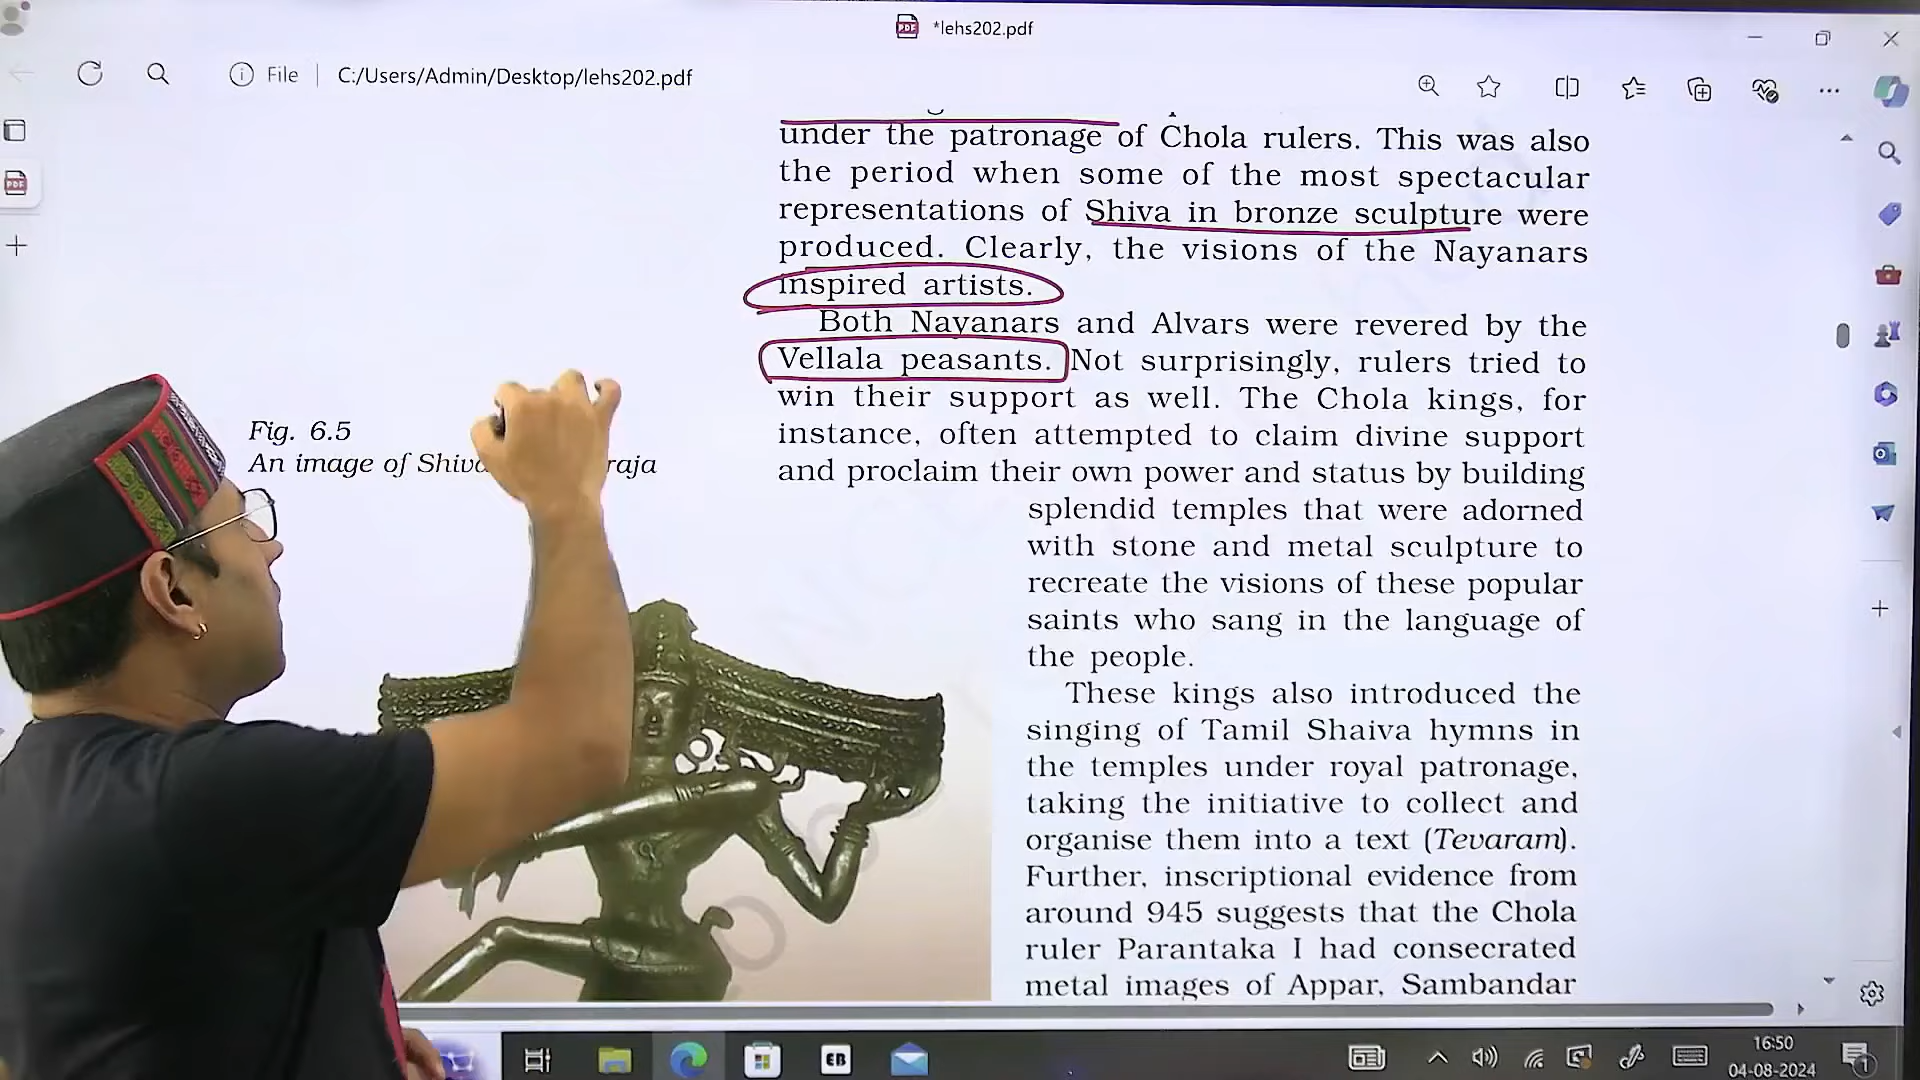 *lehs202.pdf
File
C:/Users/Admin/Desktop/lehs202.pdf
under the patronage of Chola rulers. This was also
the period when some of the most spectacular
representations of Shiva in bronze sculpture were
produced. Clearly, the visions of the Nayanars
inspired artists.
Both Nayanars and Alvars were revered by the
Vellala peasants. Not surprisingly, rulers tried to
win their support as well. The Chola kings, for
instance, often attempted to claim divine support
and proclaim their own power and status by building
splendid temples that were adorned
with stone and metal sculpture to
recreate the visions of these popular
saints who sang in the language of
the people.
These kings also introduced the
singing of Tamil Shaiva hymns in
the temples under royal patronage,
taking the initiative to collect and
organise them into a text (Tevaram).
Further, inscriptional evidence from
around 945 suggests that the Chola
ruler Parantaka I had consecrated
metal images of Appar, Sambandar
Fig. 6.5
An image of
EB
16:50
04-08-2024
1